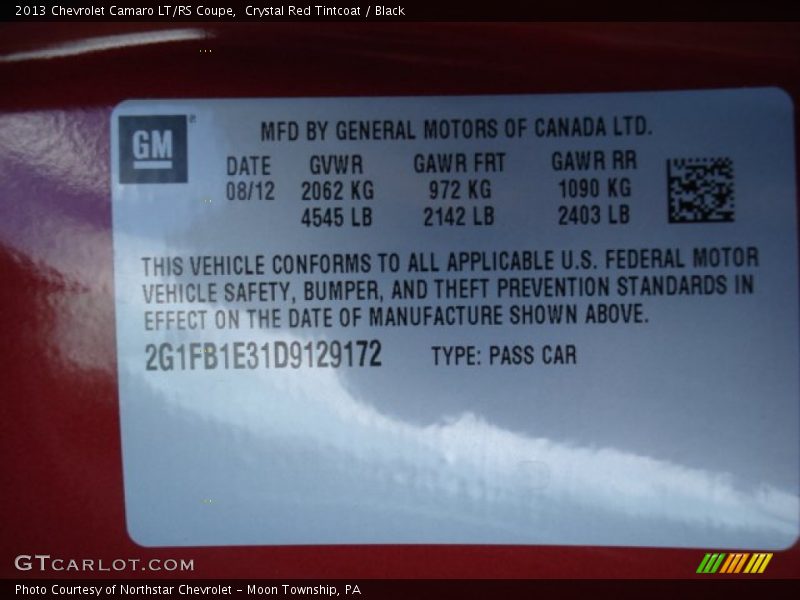 2013 Chevrolet Camaro LT/RS Coupe,  Crystal Red Tintcoat / Black
GM
MFD BY GENERAL MOTORS OF CANADA LTD.
DATE GVWR GAWR FRT GAWR RR
08/12 2062 KG 972 KG 1090 KG
4545 LB 2142 LB 2403 LB
THIS VEHICLE CONFORMS TO ALL APPLICABLE U.S. FEDERAL MOTOR
VEHICLE SAFETY, BUMPER, AND THEFT PREVENTION STANDARDS IN
EFFECT ON THE DATE OF MANUFACTURE SHOWN ABOVE.
2G1FB1E31D9129172 TYPE: PASS CAR
GTCARLOT.COM
Photo Courtesy of Northstar Chevrolet - Moon Township, PA